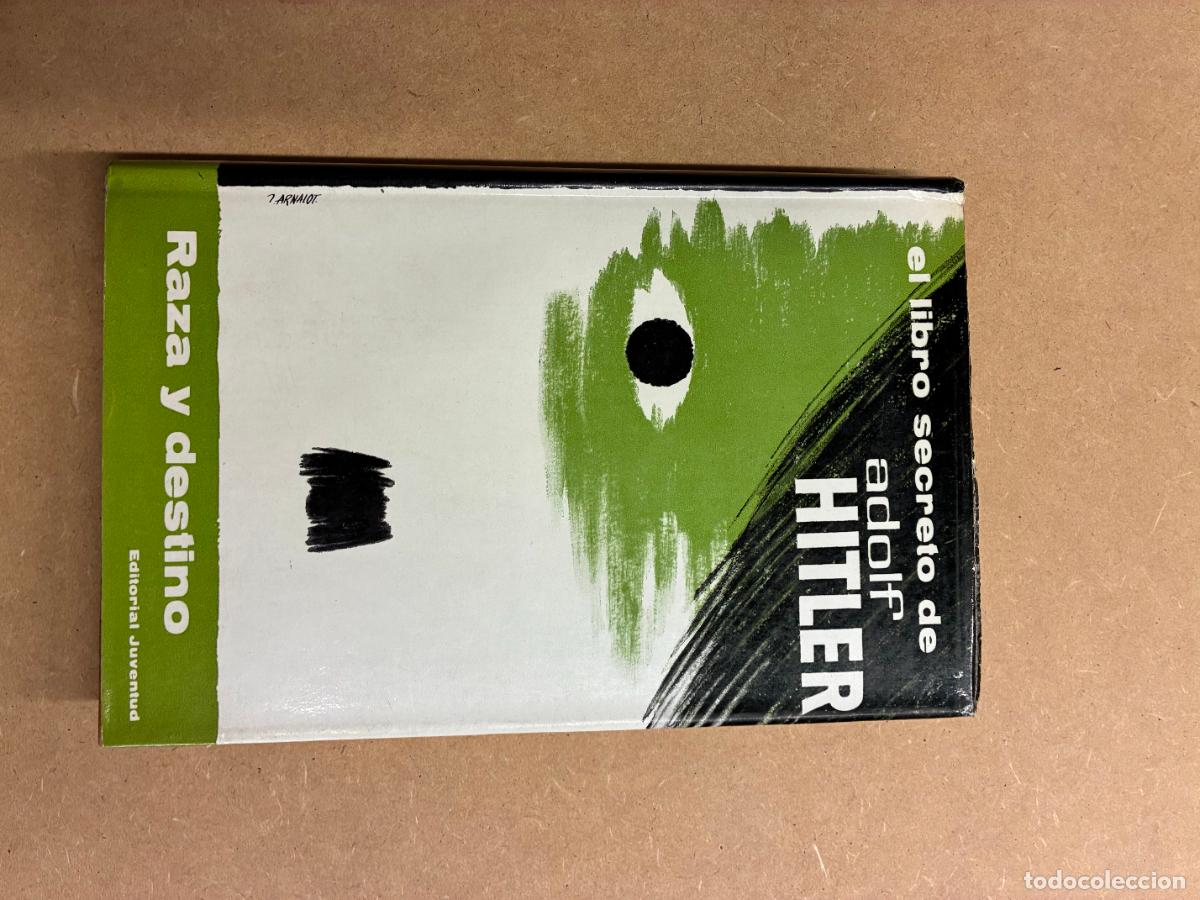 el libro secreto de
adolf
HITLER
J. ARNALOT.
Raza y destino
Editorial Juventud
todocoleccion